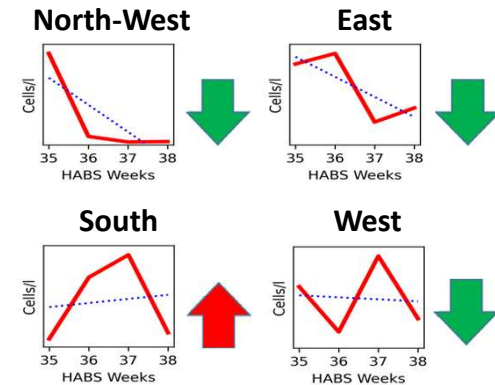 North-West
Cells/l
35 36 37 38
HABS Weeks
East
Cells/l
35 36 37 38
HABS Weeks
South
Cells/l
35 36 37 38
HABS Weeks
West
Cells/l
35 36 37 38
HABS Weeks